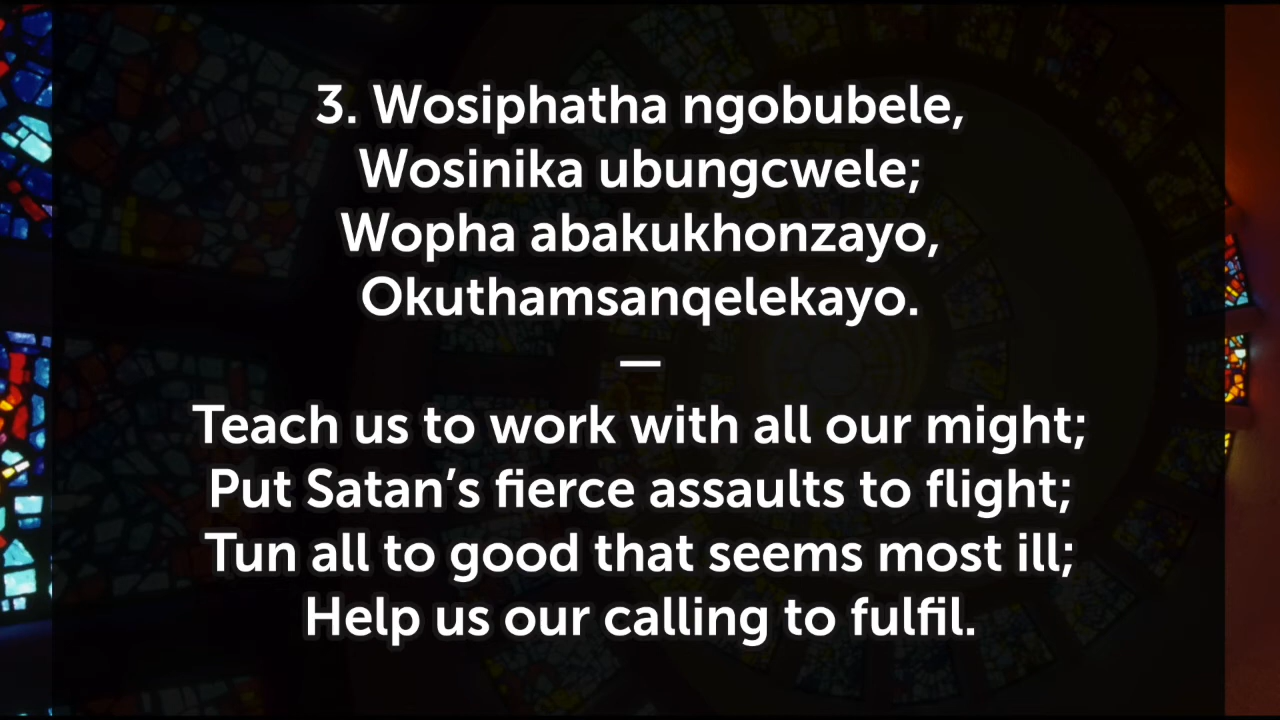 3. Wosiphatha ngobubele,
Wosinika ubungcwele;
Wopha abakukhonzayo,
Okuthamsanqelekayo.
—
Teach us to work with all our might;
Put Satan’s fierce assaults to flight;
Tun all to good that seems most ill;
Help us our calling to fulfil.